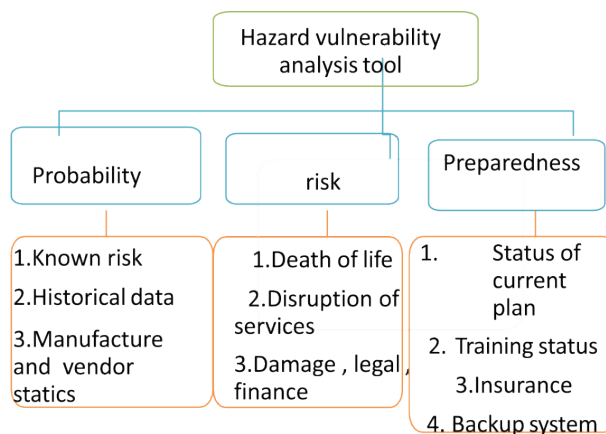 Hazard vulnerability
analysis tool
Probability
risk
Preparedness
1.Known risk
2.Historical data
3.Manufacture
and vendor
statics
1.Death of life
2.Disruption of
services
3.Damage , legal ,
finance
1. Status of
current
plan
2. Training status
3.Insurance
4. Backup system